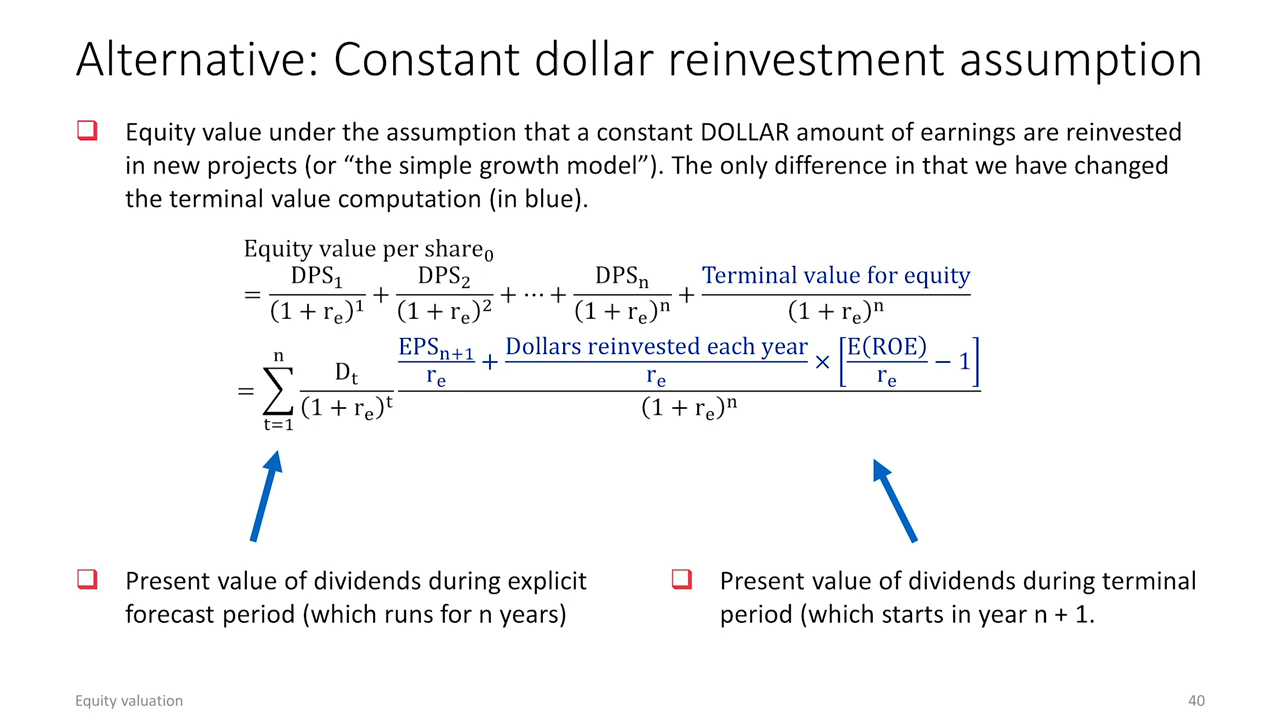 Alternative: Constant dollar reinvestment assumption
Equity value under the assumption that a constant DOLLAR amount of earnings are reinvested
in new projects (or “the simple growth model”). The only difference in that we have changed
the terminal value computation (in blue).
Equity value per share₀
= DPS₁/(1 + rₑ)¹ + DPS₂/(1 + rₑ)² + ⋯ + DPSₙ/(1 + rₑ)ⁿ + Terminal value for equity/(1 + rₑ)ⁿ
= ∑ₜ₌₁ⁿ Dₜ/(1 + rₑ)ᵗ (EPSₙ₊₁/rₑ + Dollars reinvested each year/rₑ × [E(ROE)/rₑ − 1])/(1 + rₑ)ⁿ
Present value of dividends during explicit
forecast period (which runs for n years)
Present value of dividends during terminal
period (which starts in year n + 1.
Equity valuation
40